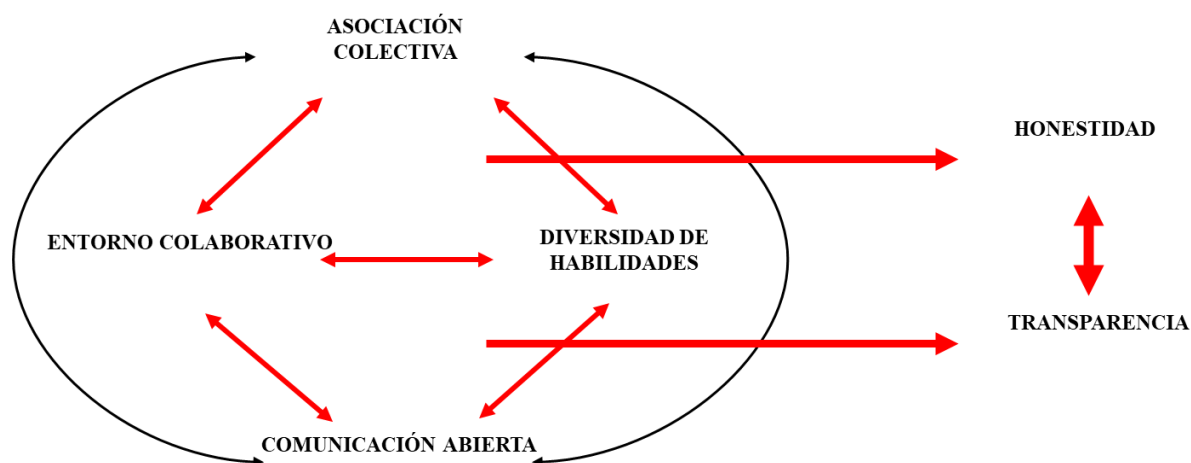 ASOCIACIÓN
COLECTIVA
HONESTIDAD
ENTORNO COLABORATIVO
DIVERSIDAD DE
HABILIDADES
TRANSPARENCIA
COMUNICACIÓN ABIERTA